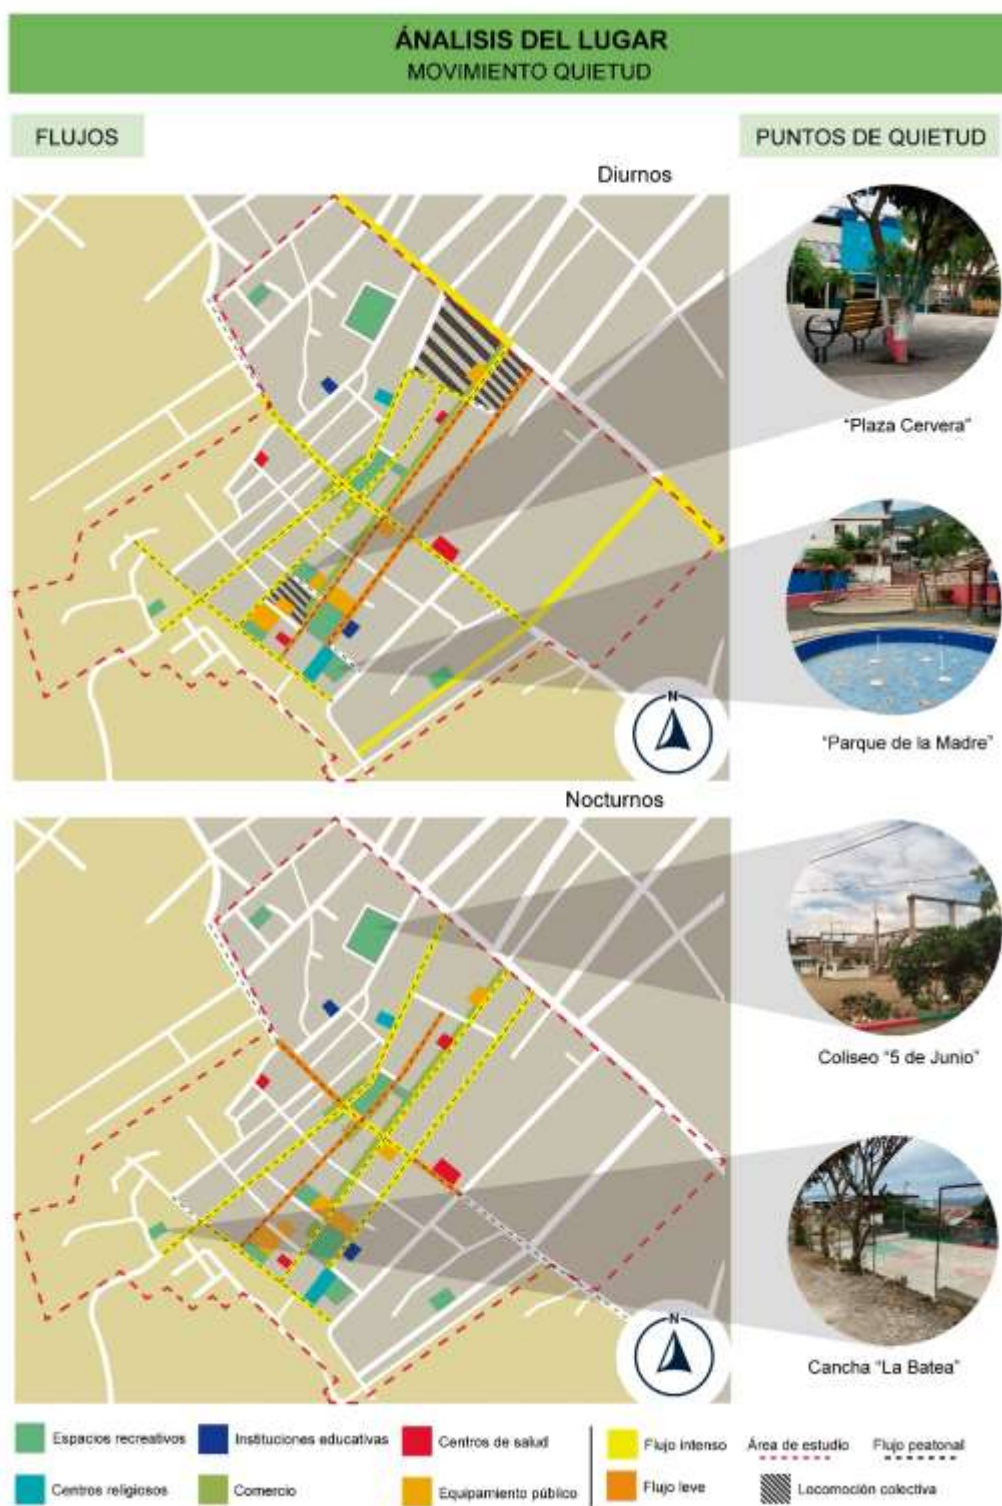 ÁNALISIS DEL LUGAR
MOVIMIENTO QUIETUD
FLUJOS
PUNTOS DE QUIETUD
Diurnos
"Plaza Cervera"
"Parque de la Madre"
N
Nocturnos
Coliseo "5 de Junio"
Cancha "La Batea"
N
Espacios recreativos
Instituciones educativas
Centros de salud
Flujo intenso
Área de estudio
Flujo peatonal
Centros religiosos
Comercio
Equipamiento público
Flujo leve
Locomoción colectiva